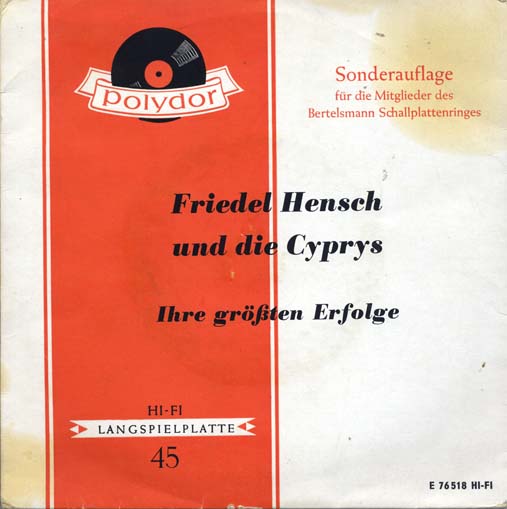 polydor
Sonderauflage
für die Mitglieder des
Bertelsmann Schallplattenringes
Friedel Hensch
und die Cyprys
Ihre größten Erfolge
HI-FI
LANGSPIELPLATTE
45
E 76518 HI-FI